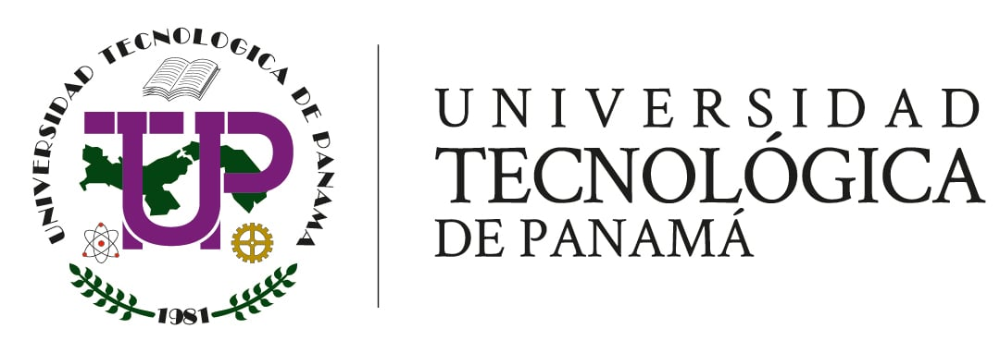 UNIVERSIDAD TECNOLOGICA DE PANAMA
UTP
1981
UNIVERSIDAD
TECNOLÓGICA
DE PANAMÁ